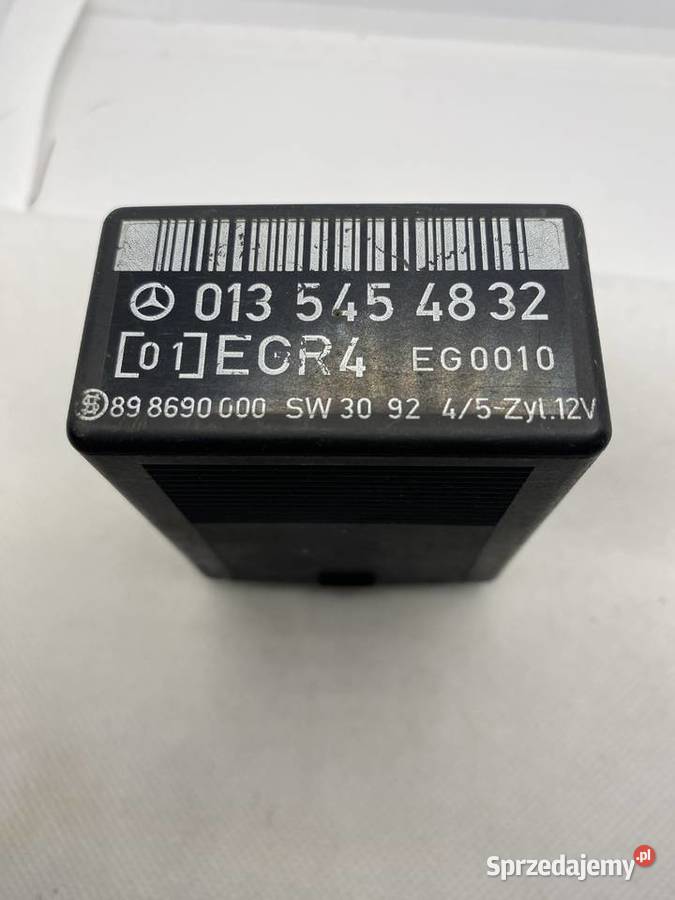 013 545 48 32
[01] EGR4 EG0010
89 8690 000 SW 30 92 4/5-Zyl.12V
Sprzedajemy.pl